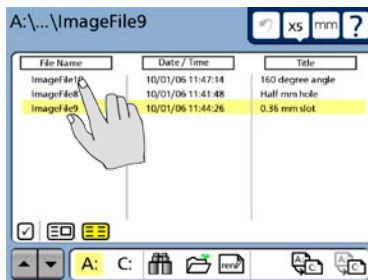 A:\...\ImageFile9
X5 mm ?
File Name Date / Time Title
ImageFile10 10/01/06 11:47:14 160 degree angle
ImageFile8 10/01/06 11:41:48 Half mm hole
ImageFile9 10/01/06 11:44:26 0.36 mm slot
A: C:
A: C: A: C: